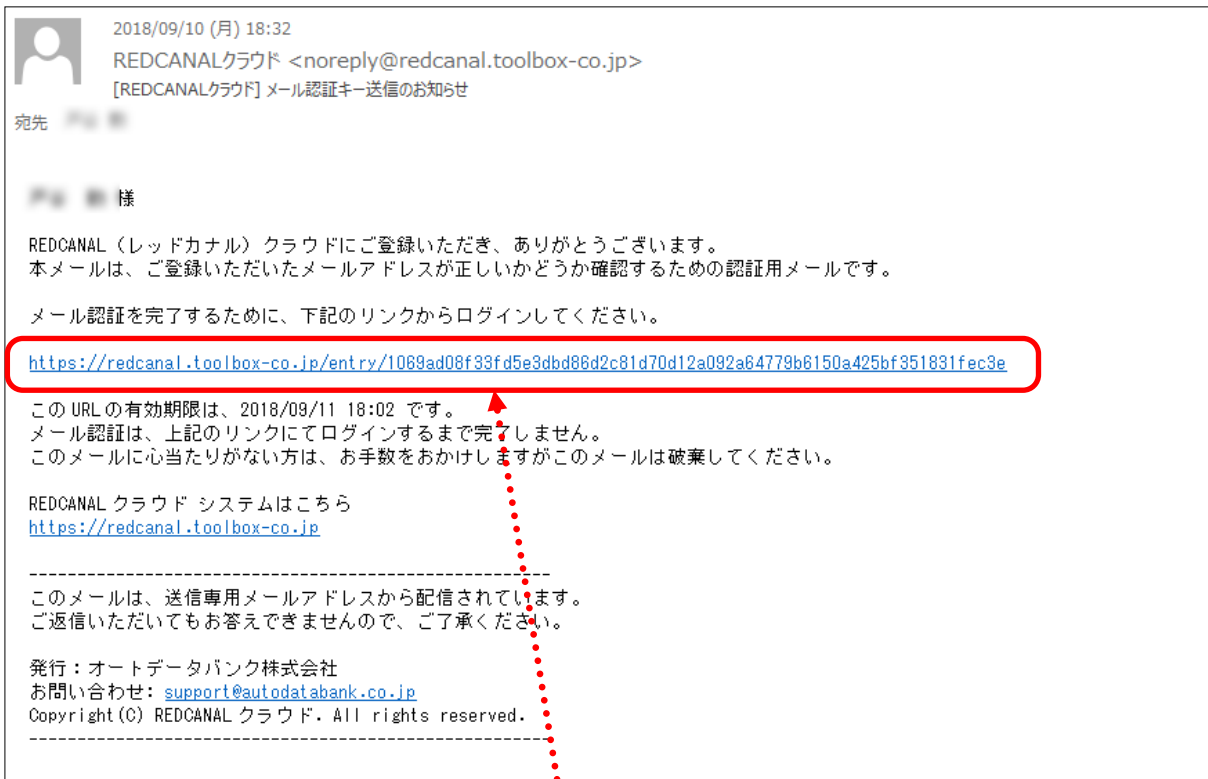 2018/09/10 (月) 18:32
REDCANALクラウド <noreply@redcanal.toolbox-co.jp>
[REDCANALクラウド] メール認証キー送信のお知らせ
宛先
様
REDCANAL（レッドカナル）クラウドにご登録いただき、ありがとうございます。
本メールは、ご登録いただいたメールアドレスが正しいかどうか確認するための認証用メールです。
メール認証を完了するために、下記のリンクからログインしてください。
https://redcanal.toolbox-co.jp/entry/1069ad08f33fd5e3dbd86d2c81d70d12a092a64779b6150a425bf351831fec3e
このURLの有効期限は、2018/09/11 18:02 です。
メール認証は、上記のリンクにてログインするまで完了しません。
このメールに心当たりがない方は、お手数をおかけしますがこのメールは破棄してください。
REDCANAL クラウド システムはこちら
https://redcanal.toolbox-co.jp
-----------------------------------------------------
このメールは、送信専用メールアドレスから配信されています。
ご返信いただいてもお答えできませんので、ご了承ください。
発行：オートデータバンク株式会社
お問い合わせ: support@autodatabank.co.jp
Copyright(C) REDCANAL クラウド. All rights reserved.
-----------------------------------------------------